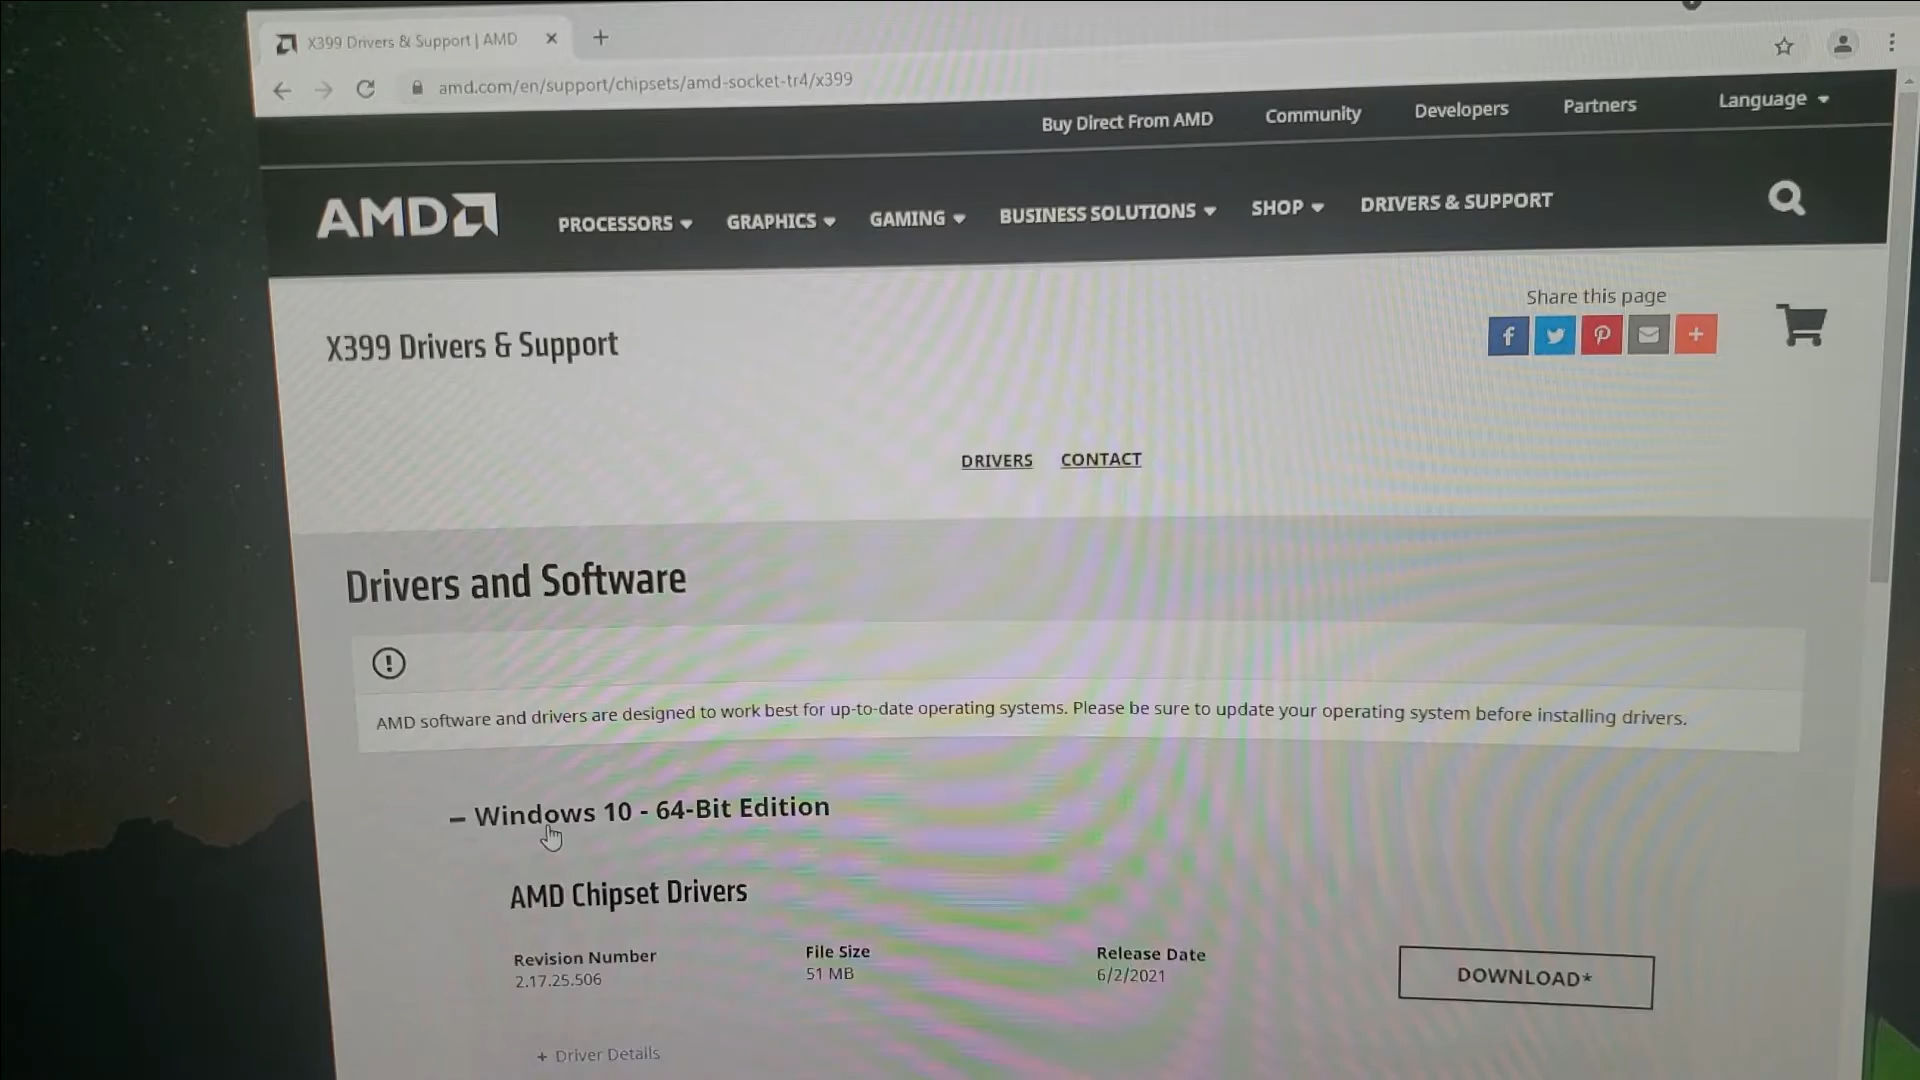 X399 Drivers & Support | AMD
amd.com/en/support/chipsets/amd-socket-tr4/x399
Buy Direct From AMD Community Developers Partners Language
AMD PROCESSORS GRAPHICS GAMING BUSINESS SOLUTIONS SHOP DRIVERS & SUPPORT
Share this page
X399 Drivers & Support
DRIVERS CONTACT
Drivers and Software
AMD software and drivers are designed to work best for up-to-date operating systems. Please be sure to update your operating system before installing drivers.
– Windows 10 - 64-Bit Edition
AMD Chipset Drivers
Revision Number File Size Release Date
2.17.25.506 51 MB 6/2/2021
DOWNLOAD*
+ Driver Details